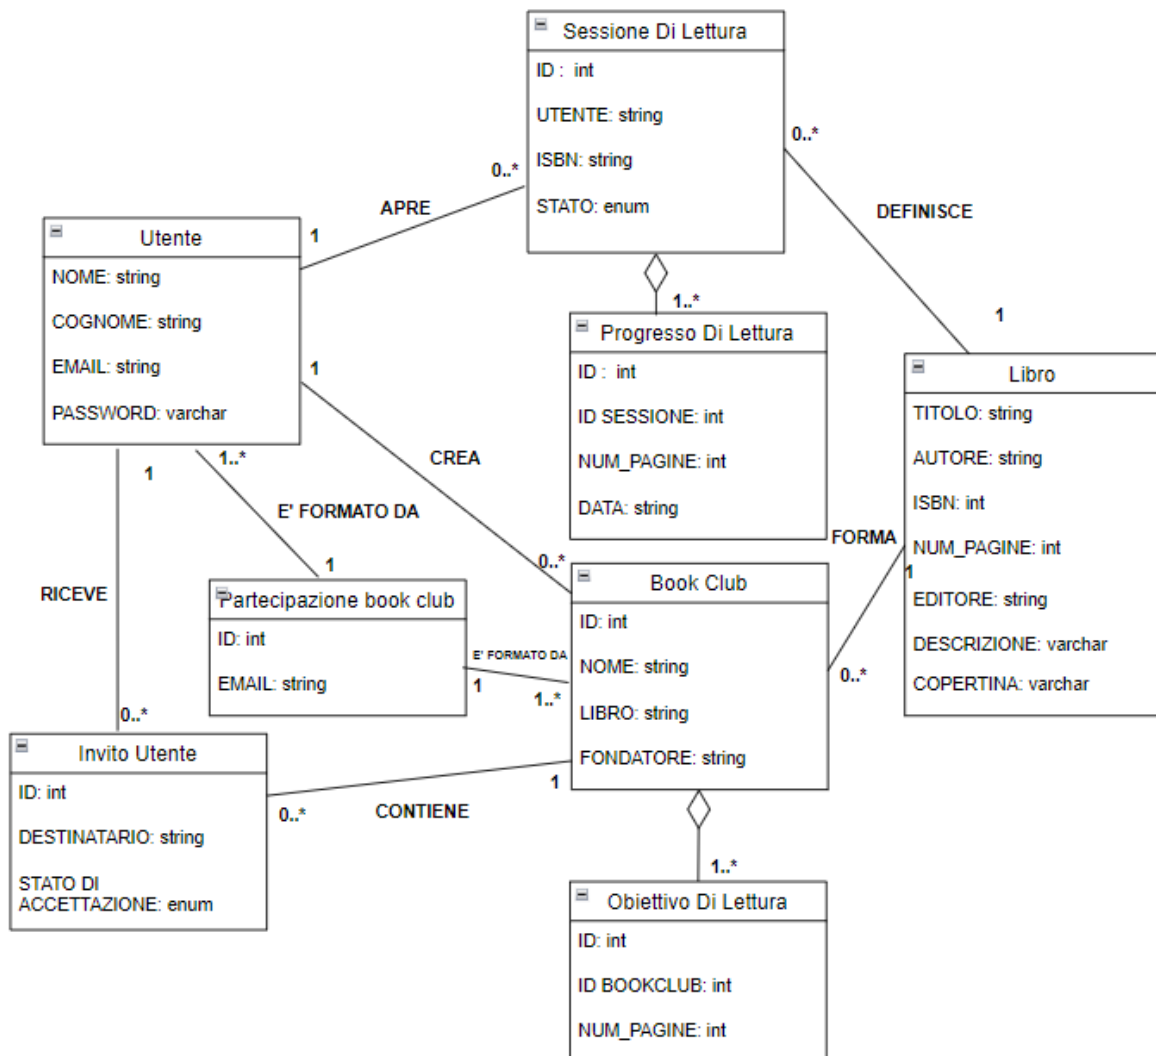 Sessione Di Lettura
ID : int
UTENTE: string
ISBN: string
STATO: enum
0..*
0..*
APRE
DEFINISCE
1
1
Utente
NOME: string
COGNOME: string
EMAIL: string
PASSWORD: varchar
1..*
Progresso Di Lettura
ID : int
ID SESSIONE: int
NUM_PAGINE: int
DATA: string
Libro
TITOLO: string
AUTORE: string
ISBN: int
NUM_PAGINE: int
EDITORE: string
DESCRIZIONE: varchar
COPERTINA: varchar
1
CREA
0..*
1
1..*
E' FORMATO DA
1
FORMA
1
0..*
RICEVE
0..*
Partecipazione book club
ID: int
EMAIL: string
E' FORMATO DA
1
1..*
Book Club
ID: int
NOME: string
LIBRO: string
FONDATORE: string
Invito Utente
ID: int
DESTINATARIO: string
STATO DI
ACCETTAZIONE: enum
0..*
CONTIENE
1
1..*
Obiettivo Di Lettura
ID: int
ID BOOKCLUB: int
NUM_PAGINE: int